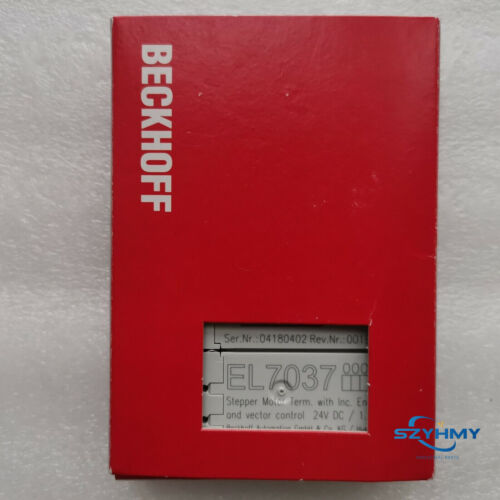 BECKHOFF
Ser.Nr.: 04180402 Rev.Nr.: 001
EL7037
Stepper Motor Term. with Inc. En
and vector control 24V DC / 1
Beckhoff Automation GmbH & Co. KG
SZYHMY